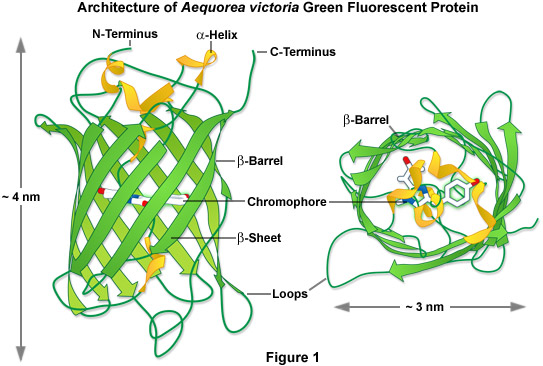 Architecture of Aequorea victoria Green Fluorescent Protein
N-Terminus
α-Helix
C-Terminus
β-Barrel
β-Barrel
~ 4 nm
Chromophore
β-Sheet
Loops
~ 3 nm
Figure 1